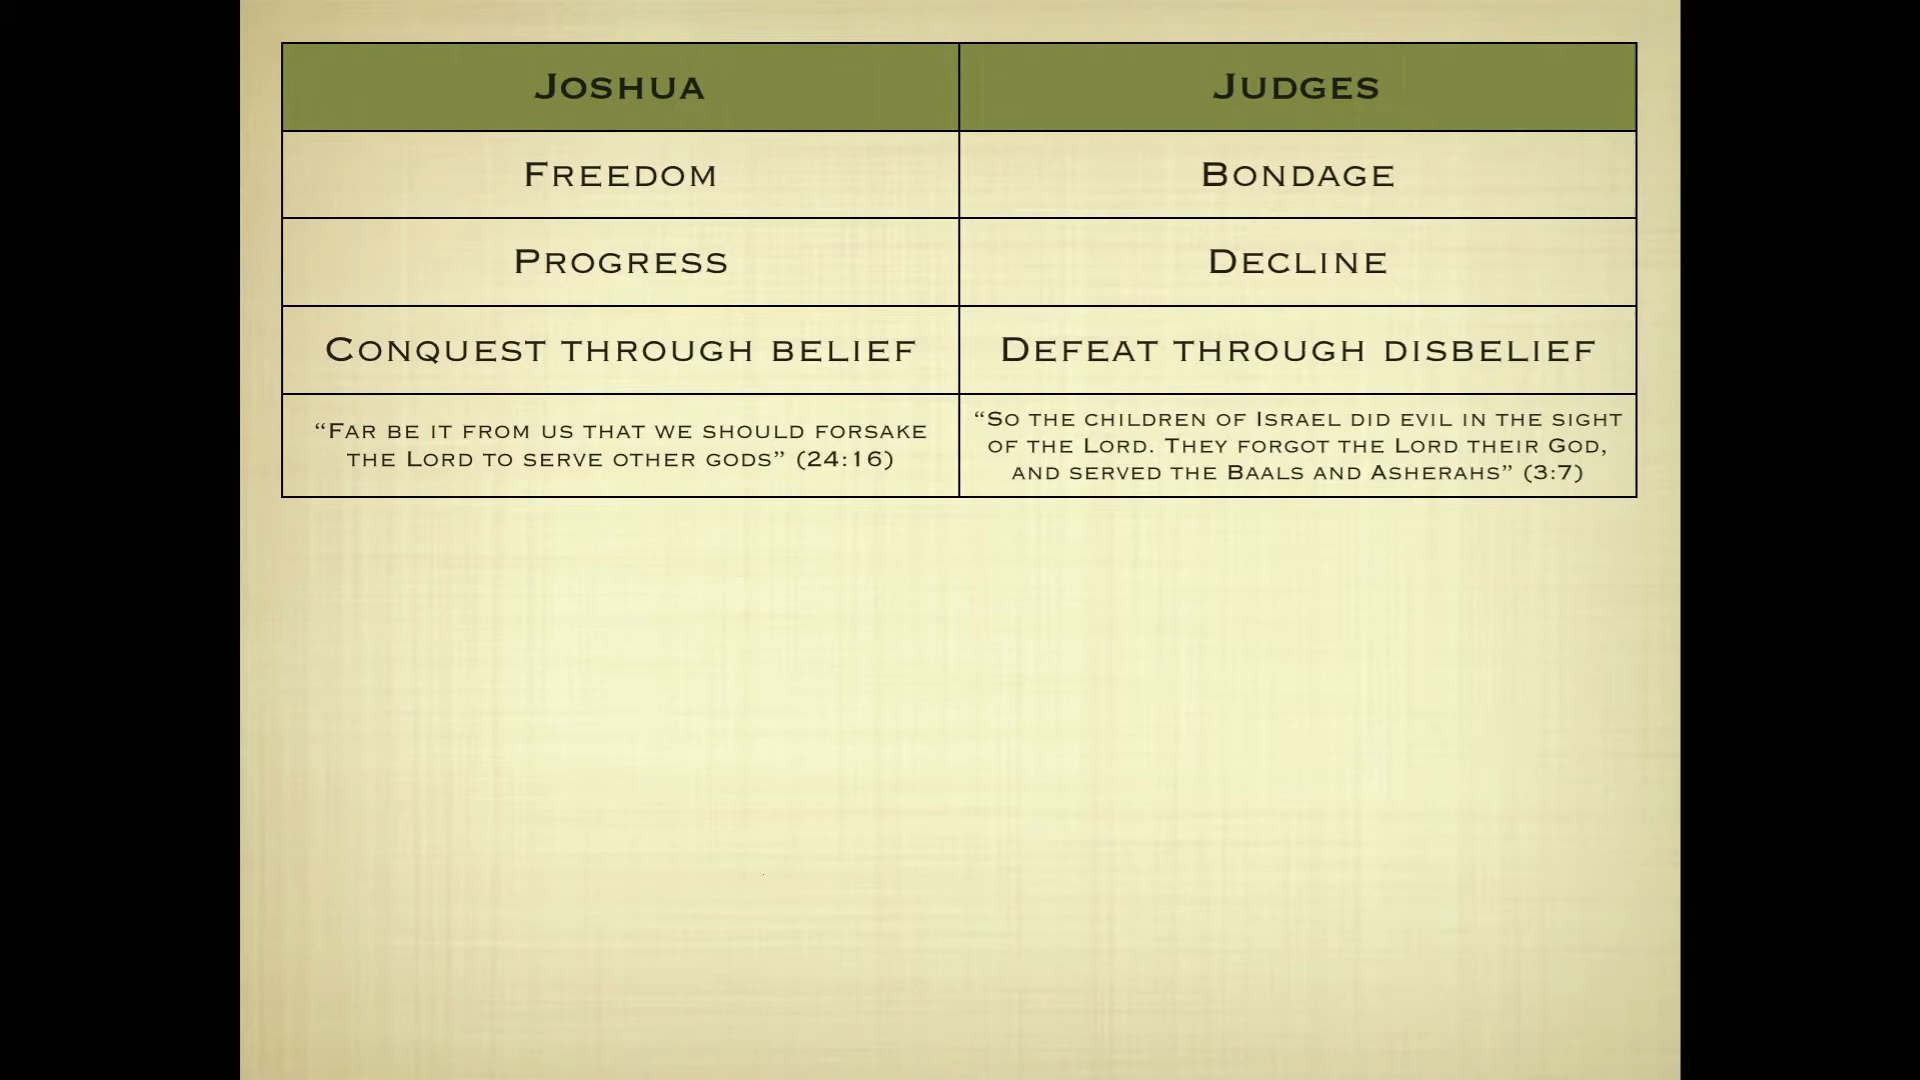 Joshua
Judges
Freedom
Bondage
Progress
Decline
Conquest through belief
Defeat through disbelief
“Far be it from us that we should forsake
the Lord to serve other gods” (24:16)
“So the children of Israel did evil in the sight
of the Lord. They forgot the Lord their God,
and served the Baals and Asherahs” (3:7)